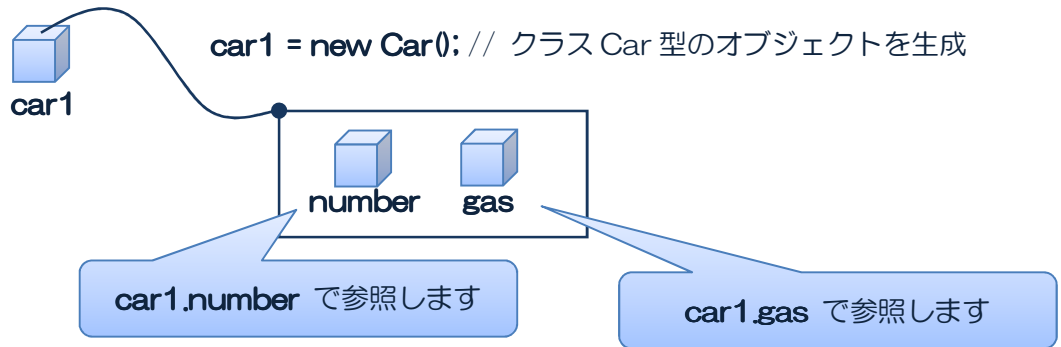 car1 = new Car(); // クラス Car 型のオブジェクトを生成
car1
number gas
car1.number で参照します
car1.gas で参照します